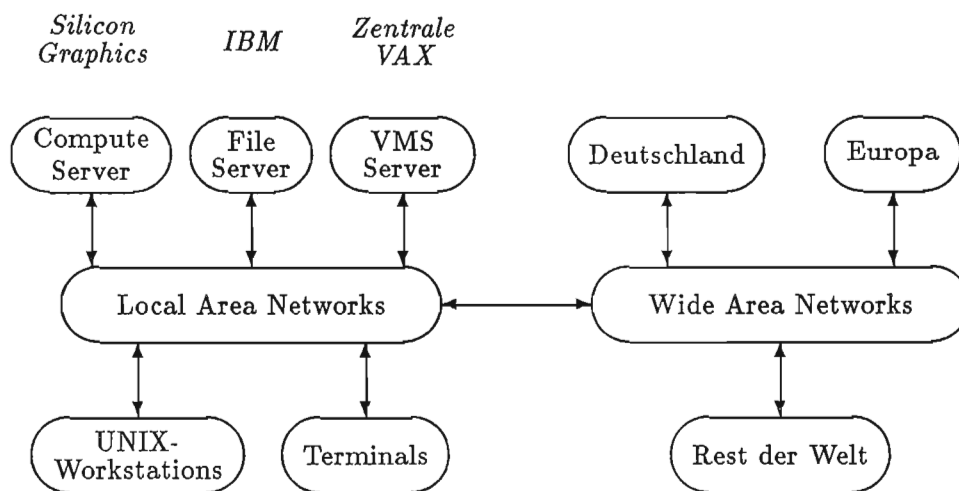 Silicon
Graphics
IBM
Zentrale
VAX
Compute
Server
File
Server
VMS
Server
Deutschland
Europa
Local Area Networks
Wide Area Networks
UNIX-
Workstations
Terminals
Rest der Welt